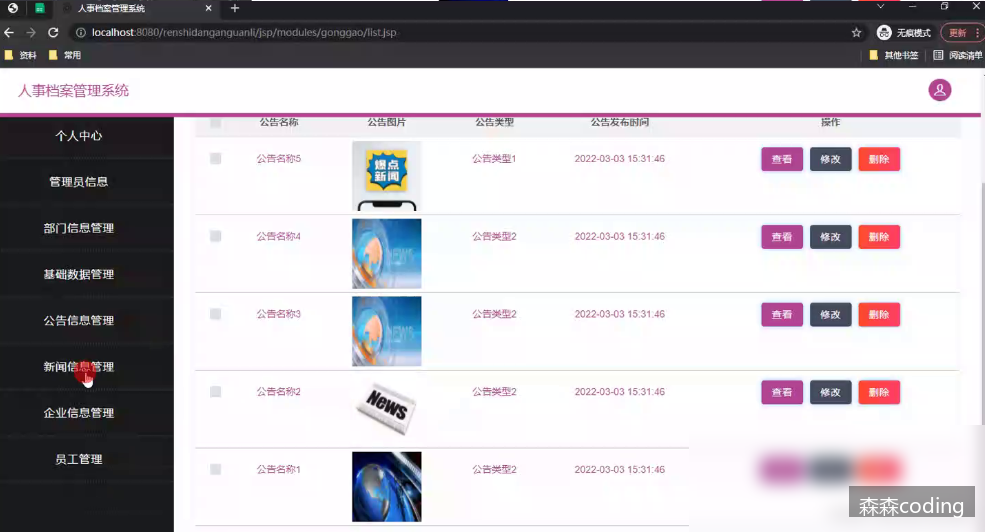 人事档案管理系统
localhost:8080/renshidanganguanli/jsp/modules/gonggao/list.jsp
无痕模式
更新
资料
常用
其他书签
阅读清单
人事档案管理系统
个人中心
管理员信息
部门信息管理
基础数据管理
公告信息管理
新闻信息管理
企业信息管理
员工管理
公告名称 公告图片 公告类型 公告发布时间 操作
公告名称5 爆点 新闻 公告类型1 2022-03-03 15:31:46 查看 修改 删除
公告名称4 NEWS 公告类型2 2022-03-03 15:31:46 查看 修改 删除
公告名称3 NEWS 公告类型2 2022-03-03 15:31:46 查看 修改 删除
公告名称2 News 公告类型2 2022-03-03 15:31:46 查看 修改 删除
公告名称1 公告类型2 2022-03-03 15:31:46
森森coding